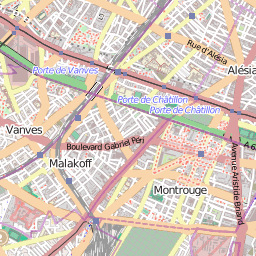 Rue d'Alésia
Alésia
Porte de Vanves
Porte de Châtillon
Porte de Châtillon
Vanves
Boulevard Gabriel Péri
A 6
Malakoff
Montrouge
Avenue Aristide Briand